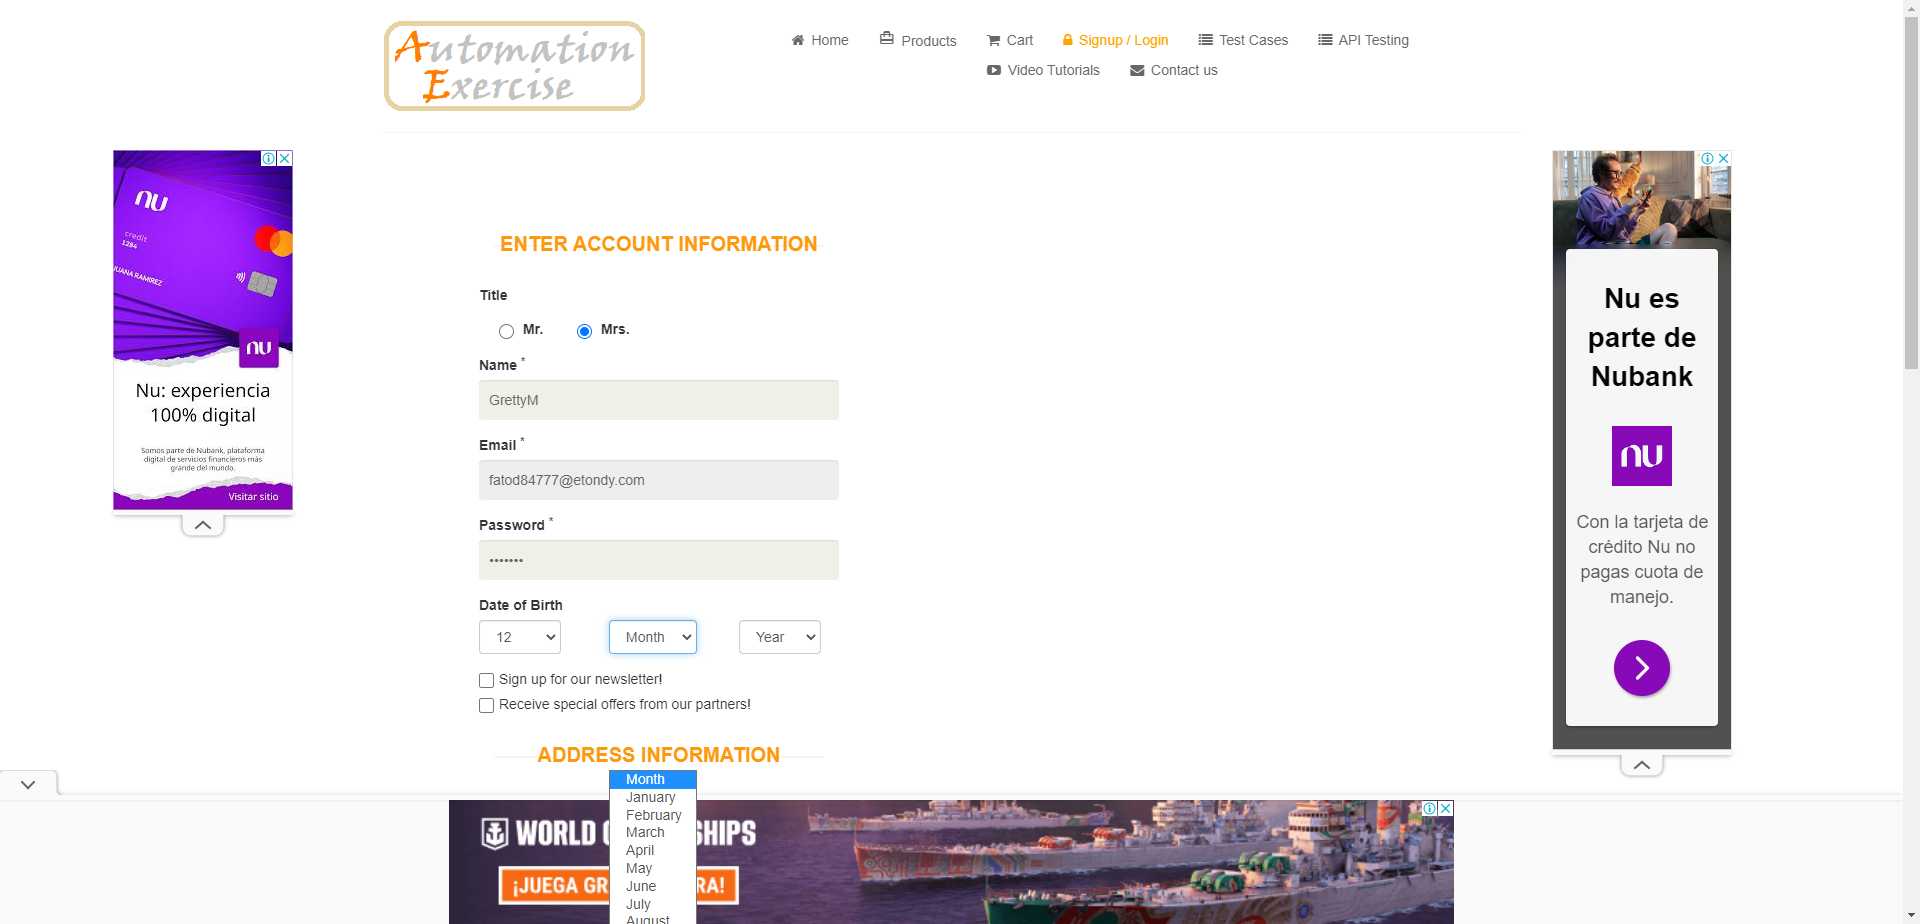 Automation
Exercise
Home
Products
Cart
Signup / Login
Test Cases
API Testing
Video Tutorials
Contact us
nu
credit
1284
JUANA RAMIREZ
nu
Nu: experiencia
100% digital
Somos parte de Nubank, plataforma
digital de servicios financieros más
grande del mundo.
Visitar sitio
ENTER ACCOUNT INFORMATION
Title
Mr.
Mrs.
Name *
GrettyM
Email *
fatod84777@etondy.com
Password *
•••••••
Date of Birth
12
Month
Year
Sign up for our newsletter!
Receive special offers from our partners!
ADDRESS INFORMATION
Month
January
February
March
April
May
June
July
August
Nu es
parte de
Nubank
nu
Con la tarjeta de
crédito Nu no
pagas cuota de
manejo.
WORLD
¡JUEGA